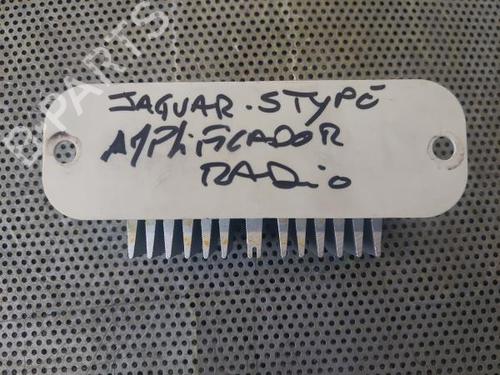 B-PARTS
JAGUAR. STYPE
AMPLIFICADOR
RADIO